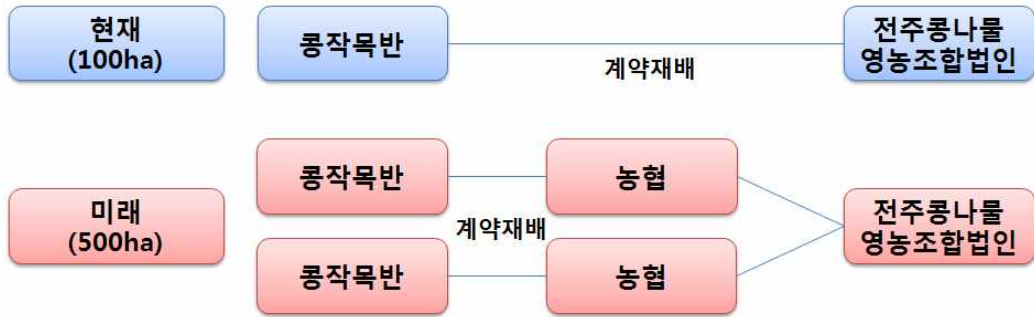 현재
(100ha)
콩작목반
계약재배
전주콩나물
영농조합법인
미래
(500ha)
콩작목반
농협
계약재배
콩작목반
농협
전주콩나물
영농조합법인